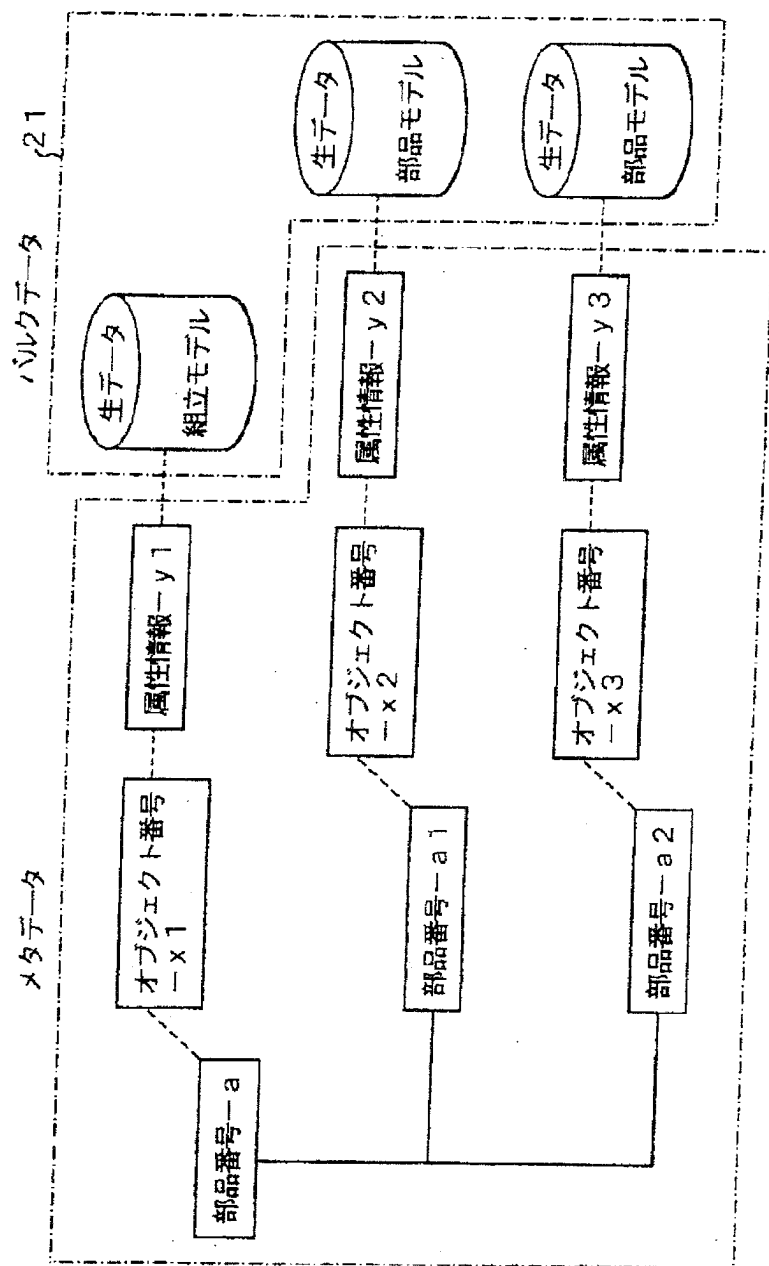 メタデータ
バルクデータ
21
部品番号－a
オブジェクト番号
－x1
属性情報－y1
生データ
組立モデル
部品番号－a1
オブジェクト番号
－x2
属性情報－y2
生データ
部品モデル
部品番号－a2
オブジェクト番号
－x3
属性情報－y3
生データ
部品モデル